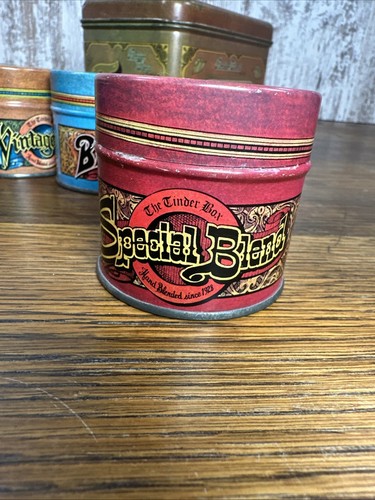 The Tinder Box
Special Blend
Hand Blended since 1928
Vintage
B